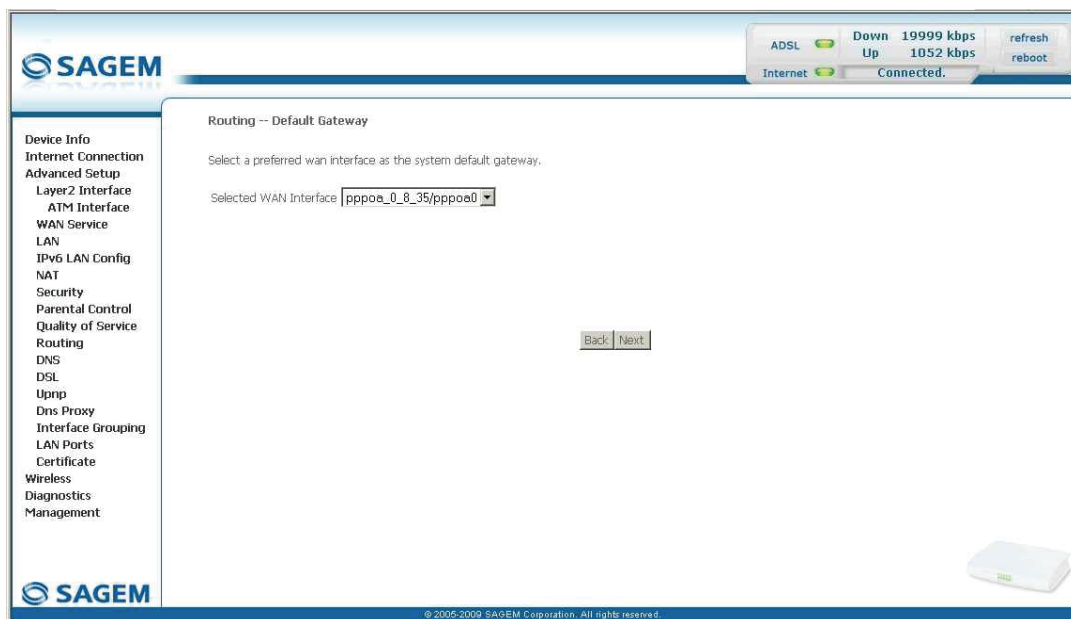 SAGEM
ADSL
Down 19999 kbps
Up 1052 kbps
Internet
Connected.
refresh
reboot
Device Info
Internet Connection
Advanced Setup
Layer2 Interface
ATM Interface
WAN Service
LAN
IPv6 LAN Config
NAT
Security
Parental Control
Quality of Service
Routing
DNS
DSL
Upnp
Dns Proxy
Interface Grouping
LAN Ports
Certificate
Wireless
Diagnostics
Management
Routing -- Default Gateway
Select a preferred wan interface as the system default gateway.
Selected WAN Interface pppoa_0_8_35/pppoa0
Back Next
SAGEM
© 2005-2009 SAGEM Corporation. All rights reserved.